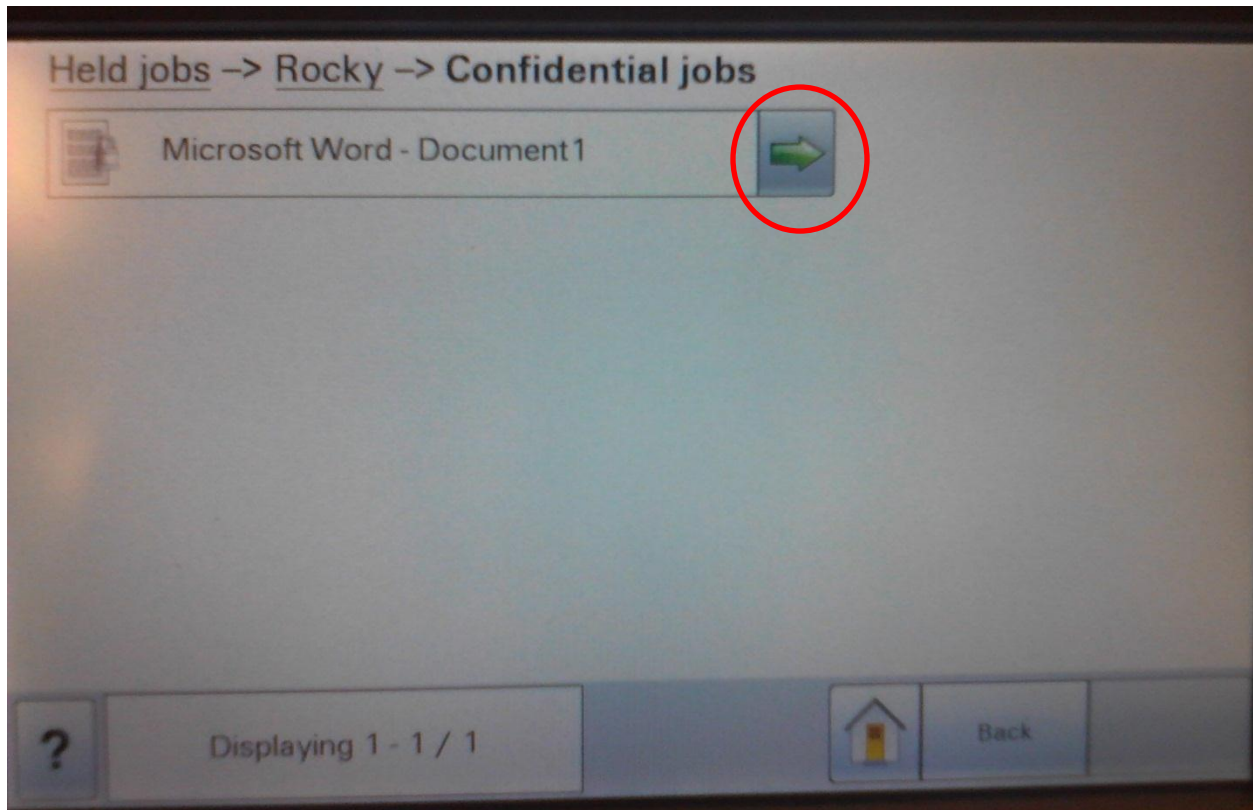 Held jobs –> Rocky –> Confidential jobs
Microsoft Word - Document1
? Displaying 1 - 1 / 1 Back